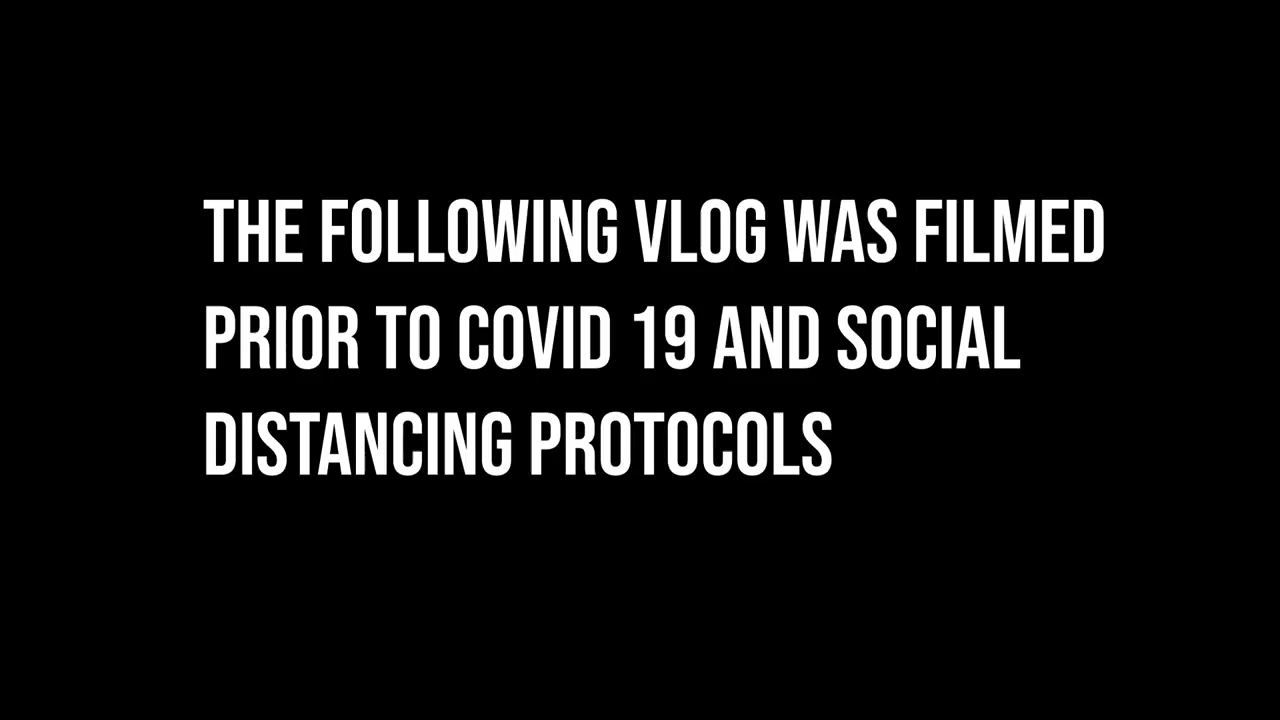 THE FOLLOWING VLOG WAS FILMED
PRIOR TO COVID 19 AND SOCIAL
DISTANCING PROTOCOLS